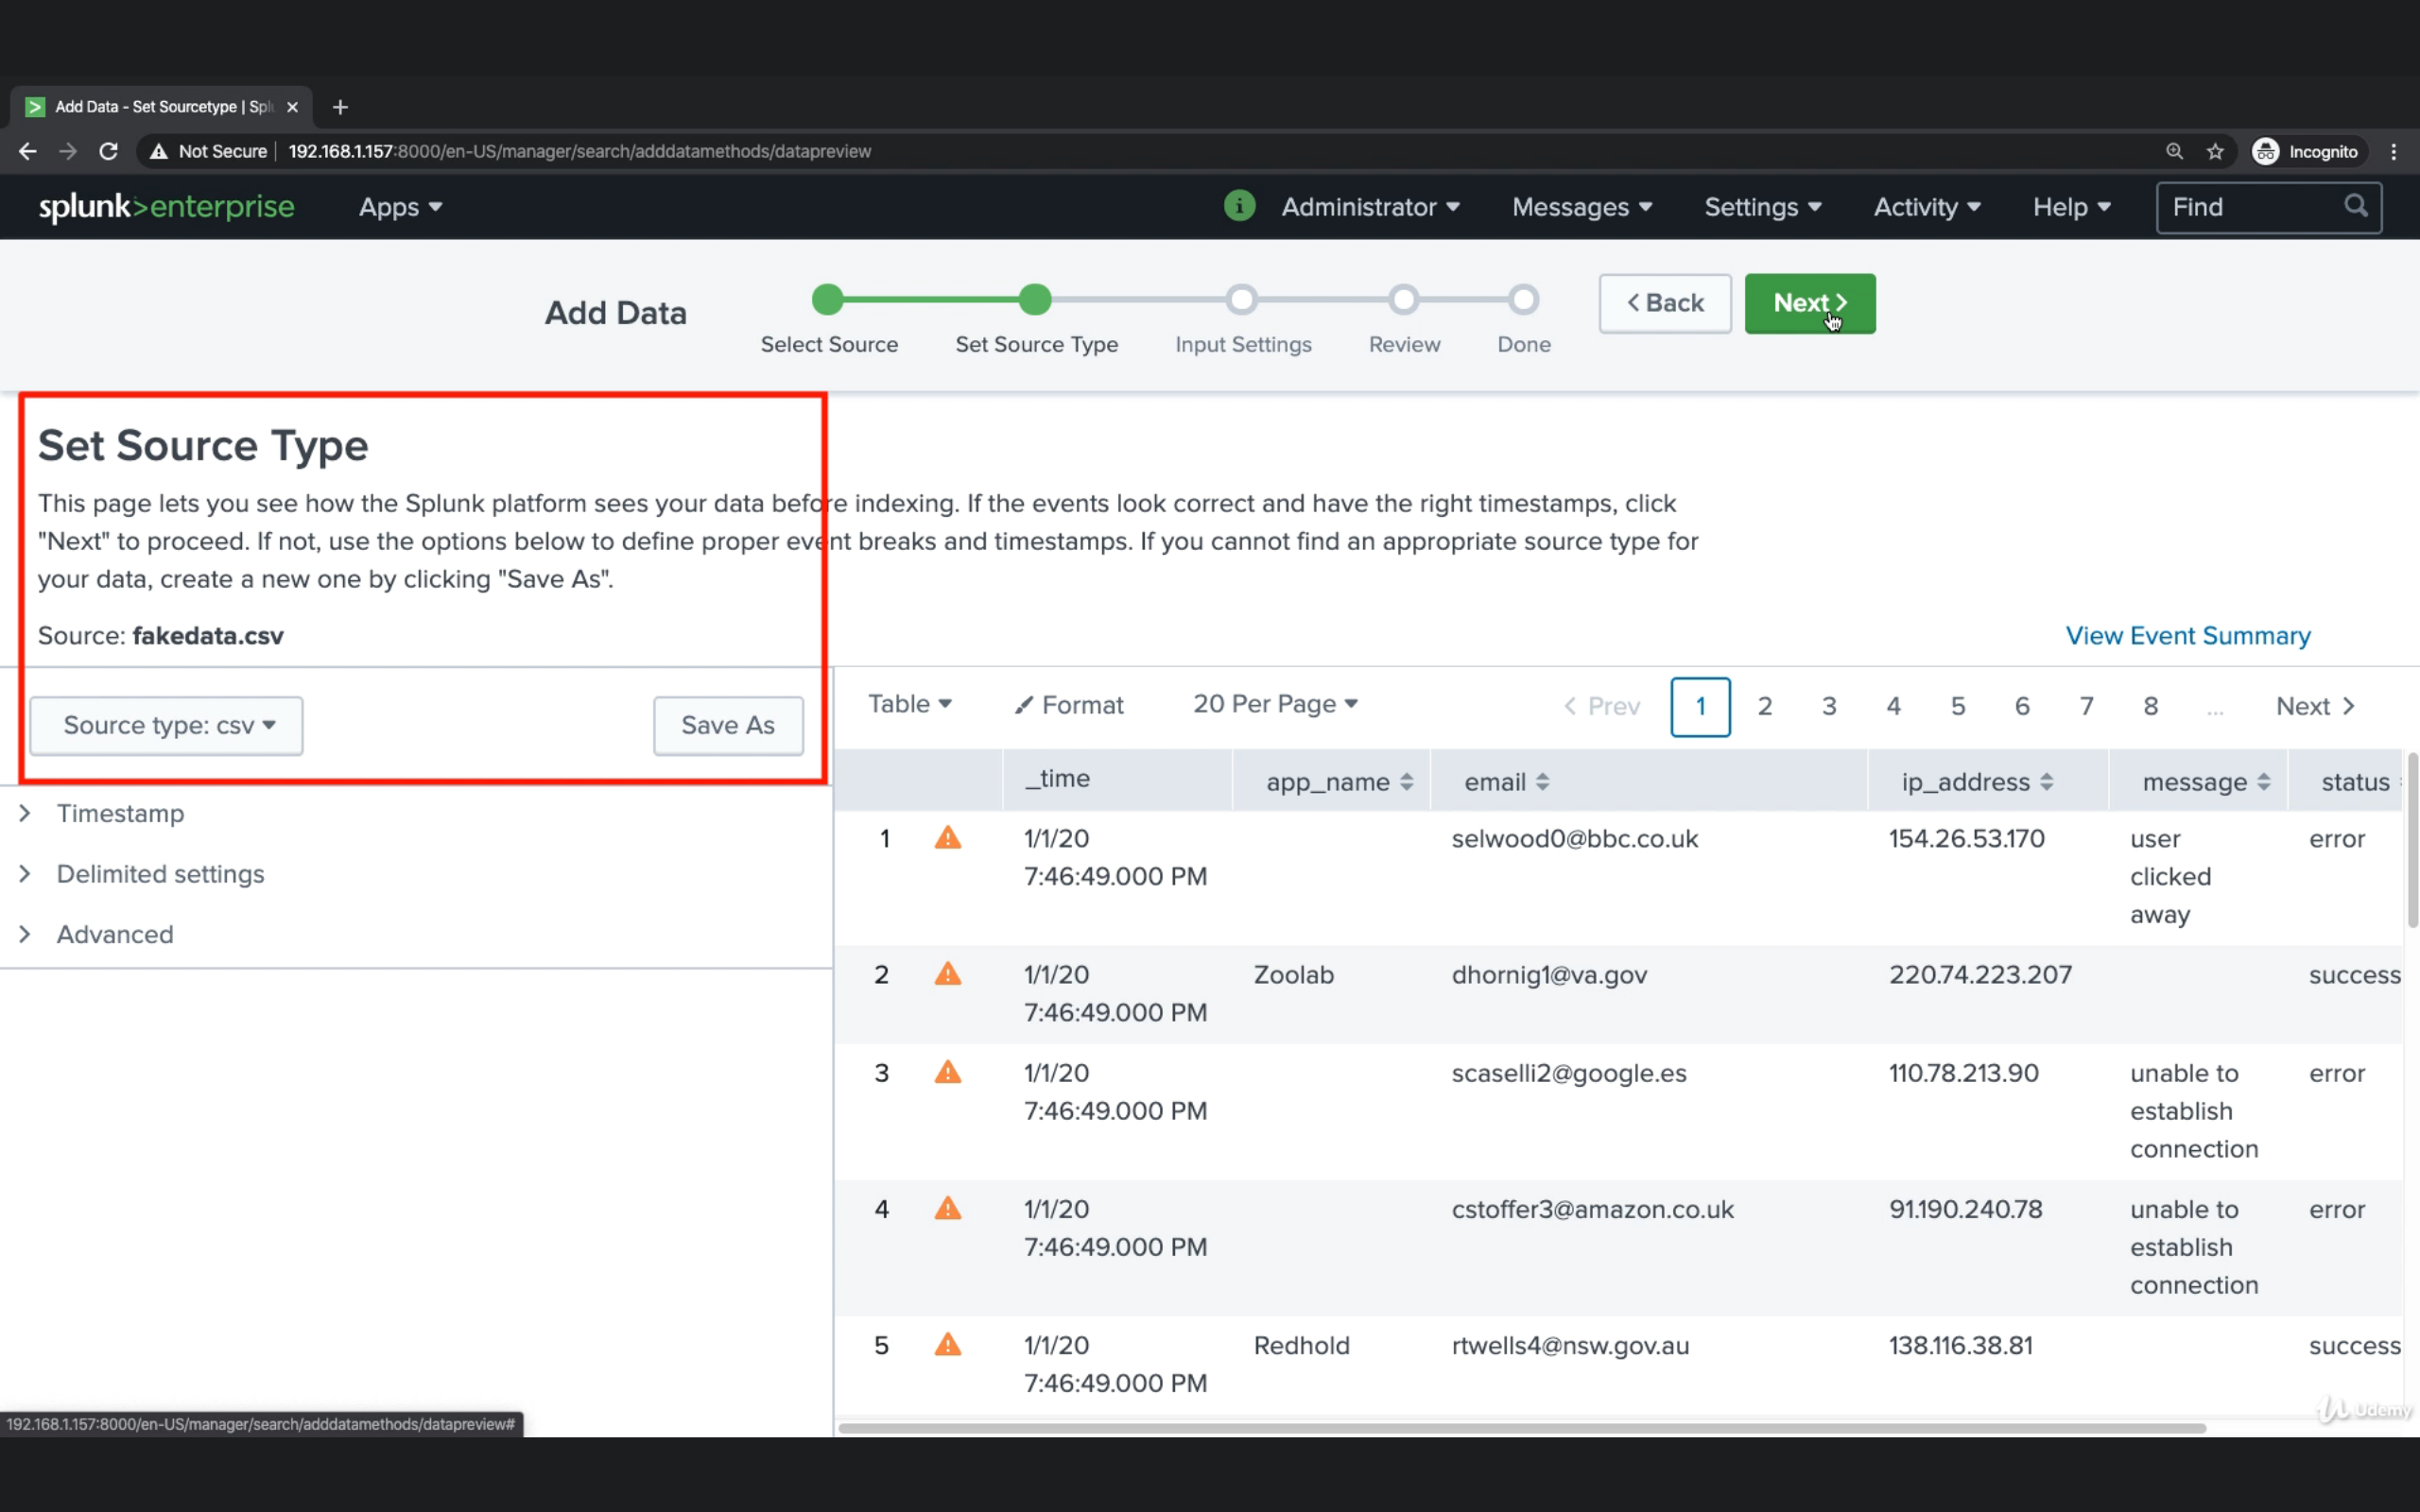 Add Data - Set Sourcetype | Spl
Not Secure 192.168.1.157:8000/en-US/manager/search/adddatamethods/datapreview Incognito
splunk>enterprise Apps Administrator Messages Settings Activity Help Find
Add Data Select Source Set Source Type Input Settings Review Done < Back Next >
Set Source Type
This page lets you see how the Splunk platform sees your data before indexing. If the events look correct and have the right timestamps, click
"Next" to proceed. If not, use the options below to define proper event breaks and timestamps. If you cannot find an appropriate source type for
your data, create a new one by clicking "Save As".
Source: fakedata.csv View Event Summary
Source type: csv Save As
Timestamp
Delimited settings
Advanced
Table Format 20 Per Page < Prev 1 2 3 4 5 6 7 8 ... Next >
_time app_name email ip_address message status
1 1/1/20 selwood0@bbc.co.uk 154.26.53.170 user error
7:46:49.000 PM clicked
away
2 1/1/20 Zoolab dhornig1@va.gov 220.74.223.207 success
7:46:49.000 PM
3 1/1/20 scaselli2@google.es 110.78.213.90 unable to error
7:46:49.000 PM establish
connection
4 1/1/20 cstoffer3@amazon.co.uk 91.190.240.78 unable to error
7:46:49.000 PM establish
connection
5 1/1/20 Redhold rtwells4@nsw.gov.au 138.116.38.81 success
7:46:49.000 PM
192.168.1.157:8000/en-US/manager/search/adddatamethods/datapreview#
Udemy